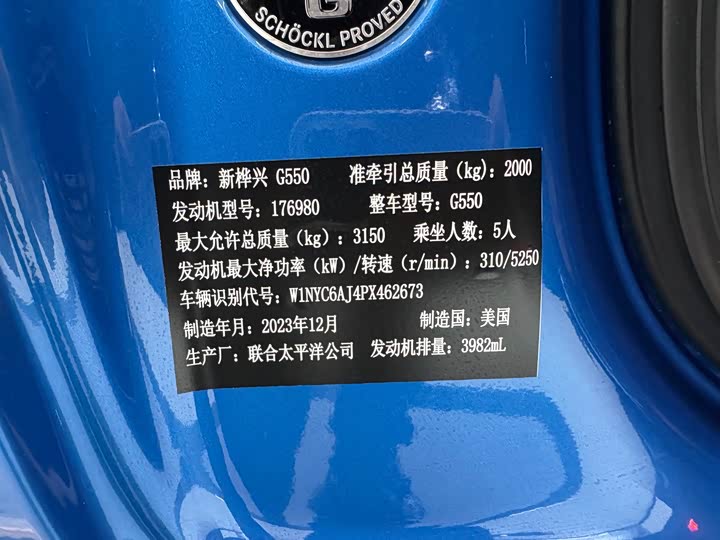 G
SCHÖCKL PROVED
品牌：新桦兴 G550 准牵引总质量（kg）：2000
发动机型号：176980 整车型号：G550
最大允许总质量（kg）：3150 乘坐人数：5人
发动机最大净功率（kW）/转速（r/min）：310/5250
车辆识别代号：W1NYC6AJ4PX462673
制造年月：2023年12月 制造国：美国
生产厂：联合太平洋公司 发动机排量：3982mL